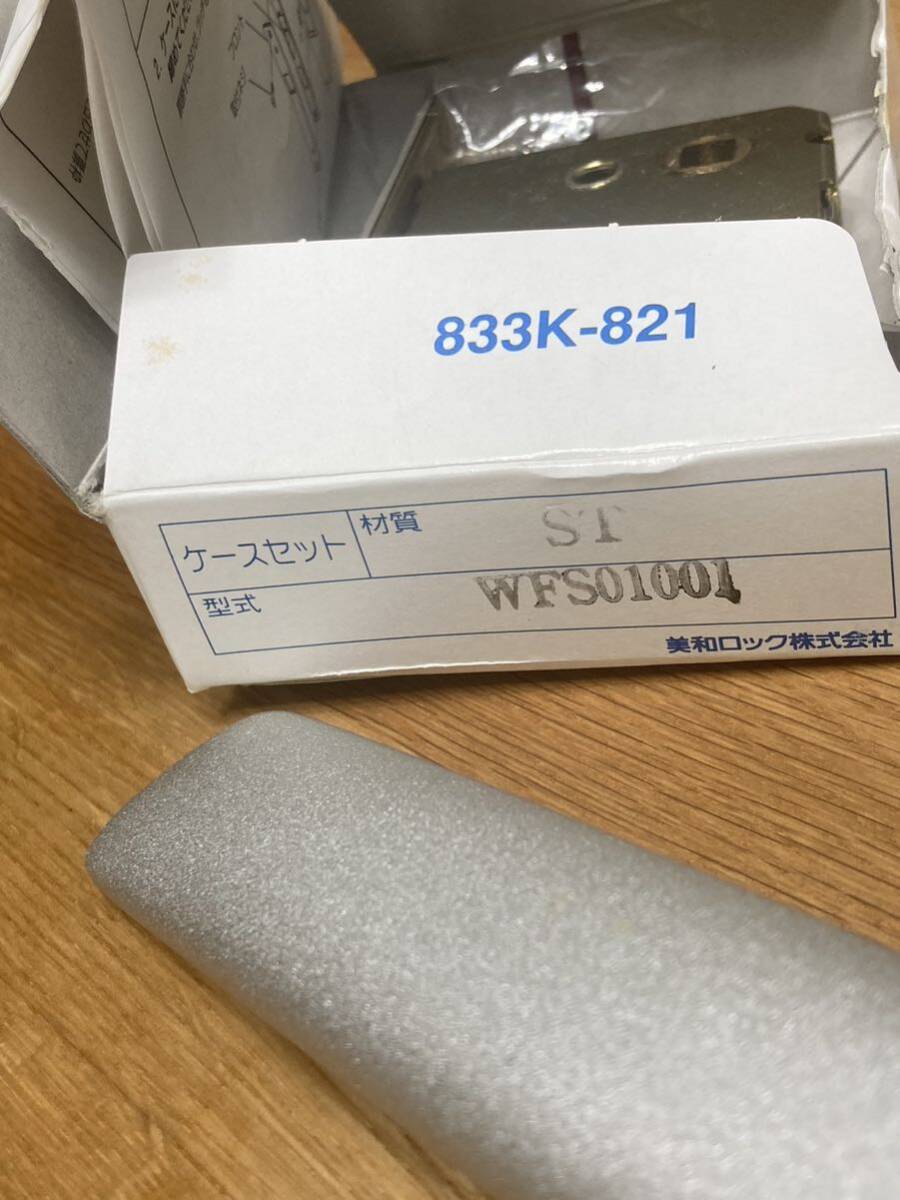 833K-821
ケースセット
材質
ST
型式
WFS01001
美和ロック株式会社